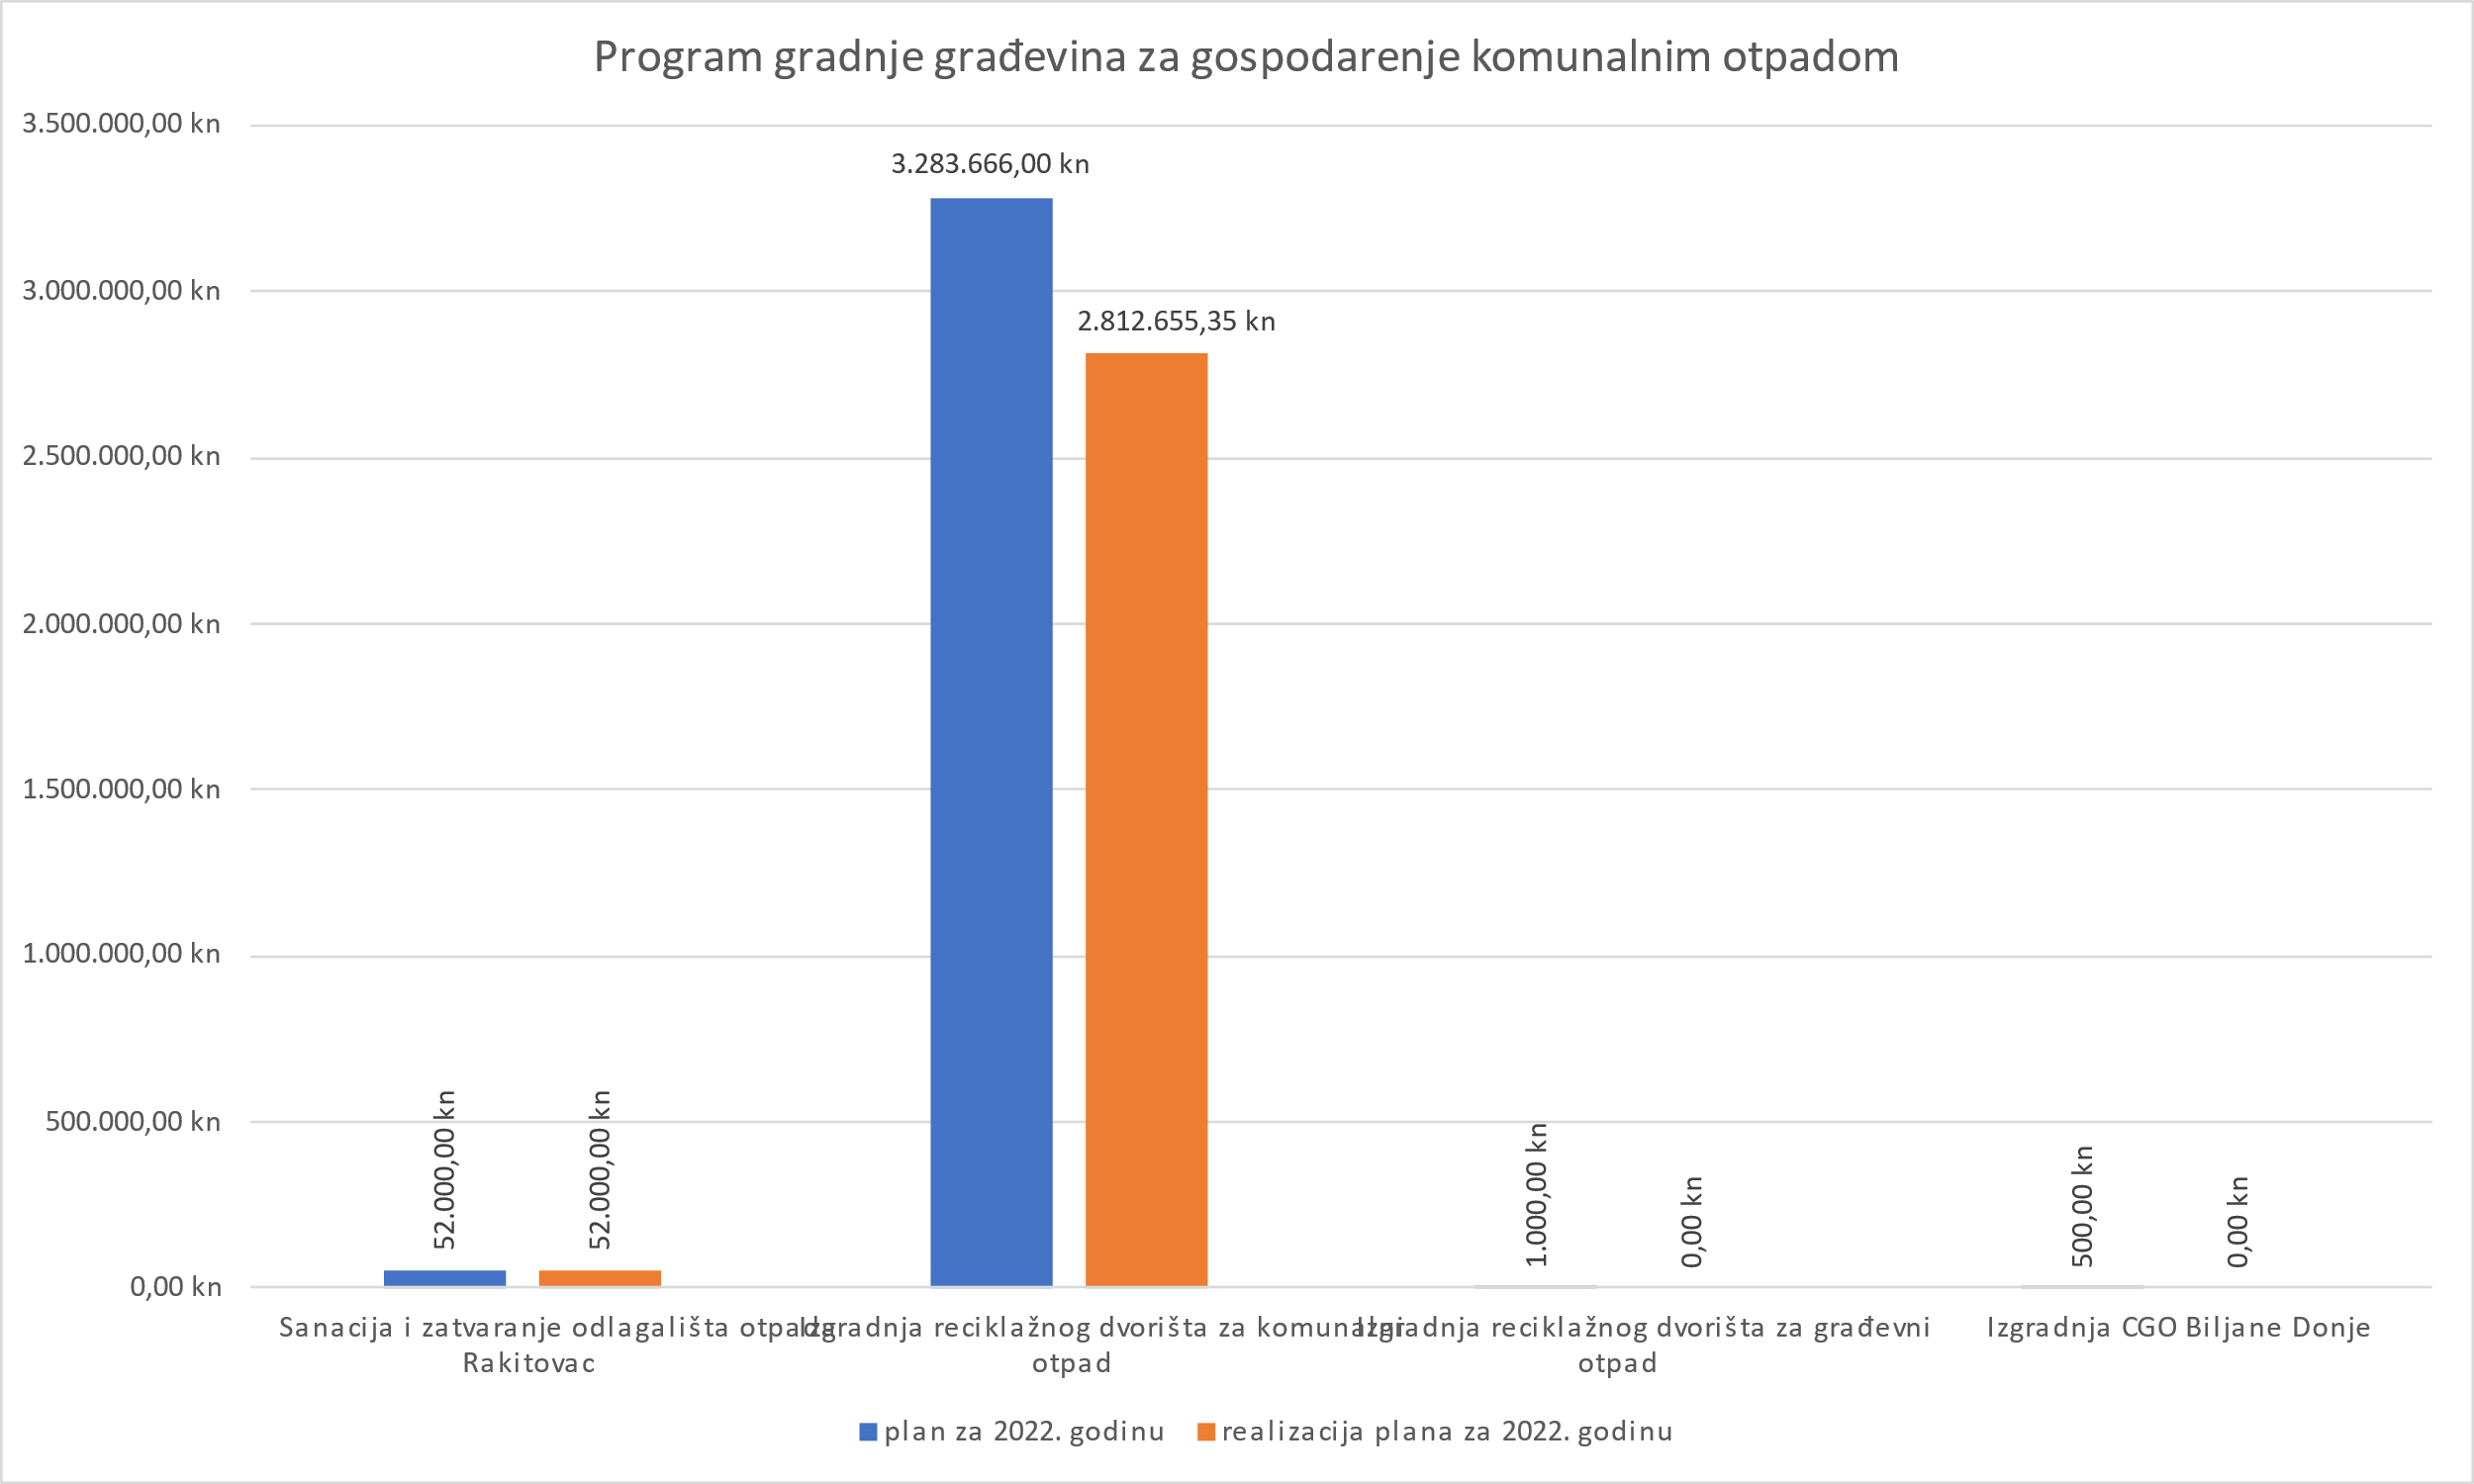 Program gradnje građevina za gospodarenje komunalnim otpadom
3.500.000,00 kn
3.000.000,00 kn
2.500.000,00 kn
2.000.000,00 kn
1.500.000,00 kn
1.000.000,00 kn
500.000,00 kn
0,00 kn
52.000,00 kn
52.000,00 kn
3.283.666,00 kn
2.812.655,35 kn
1.000,00 kn
0,00 kn
500,00 kn
0,00 kn
Sanacija i zatvaranje odlagališta otpada
Rakitovac
Izgradnja reciklažnog dvorišta za komunalni
otpad
Izgradnja reciklažnog dvorišta za građevni
otpad
Izgradnja CGO Biljane Donje
plan za 2022. godinu
realizacija plana za 2022. godinu